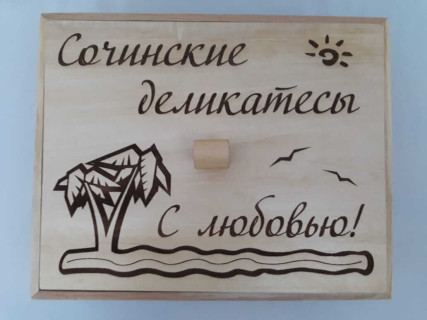 Сочинские
деликатесы
С любовью!